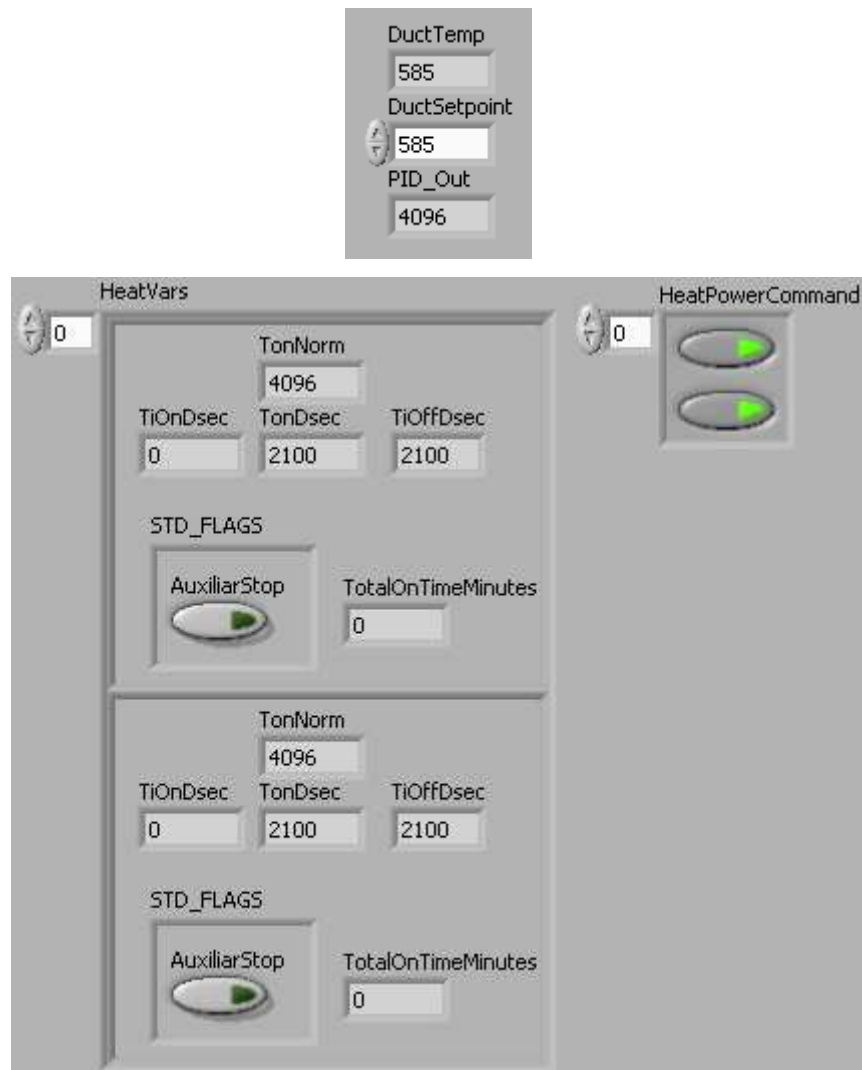 DuctTemp
585
DuctSetpoint
585
PID_Out
4096
HeatVars
HeatPowerCommand
0
0
TonNorm
4096
TiOnDsec TonDsec TiOffDsec
0 2100 2100
STD_FLAGS
AuxiliarStop TotalOnTimeMinutes
0
TonNorm
4096
TiOnDsec TonDsec TiOffDsec
0 2100 2100
STD_FLAGS
AuxiliarStop TotalOnTimeMinutes
0